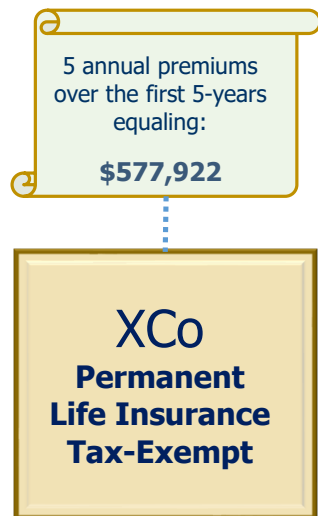 5 annual premiums
over the first 5-years
equaling:
$577,922
XCo
Permanent
Life Insurance
Tax-Exempt